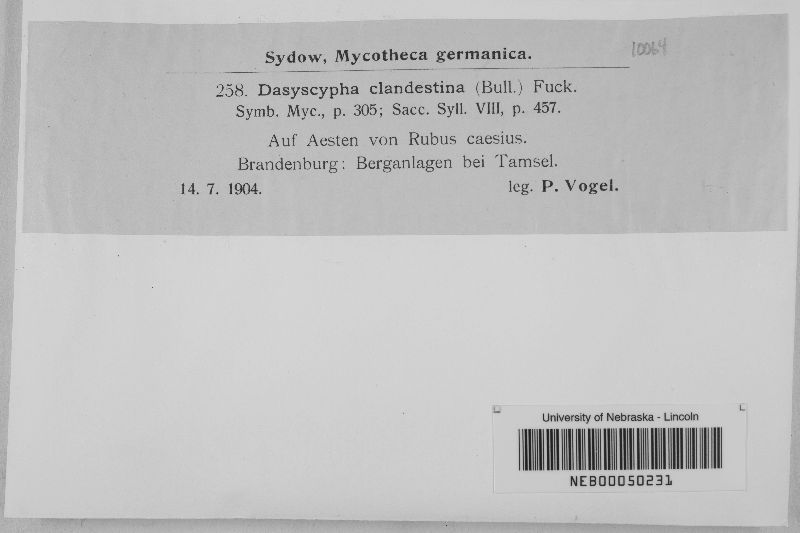 Sydow, Mycotheca germanica.
10064
258. Dasyscypha clandestina (Bull.) Fuck.
Symb. Myc., p. 305; Sacc. Syll. VIII, p. 457.
Auf Aesten von Rubus caesius.
Brandenburg: Berganlagen bei Tamsel.
14. 7. 1904. leg. P. Vogel.
University of Nebraska - Lincoln
NEB00050231